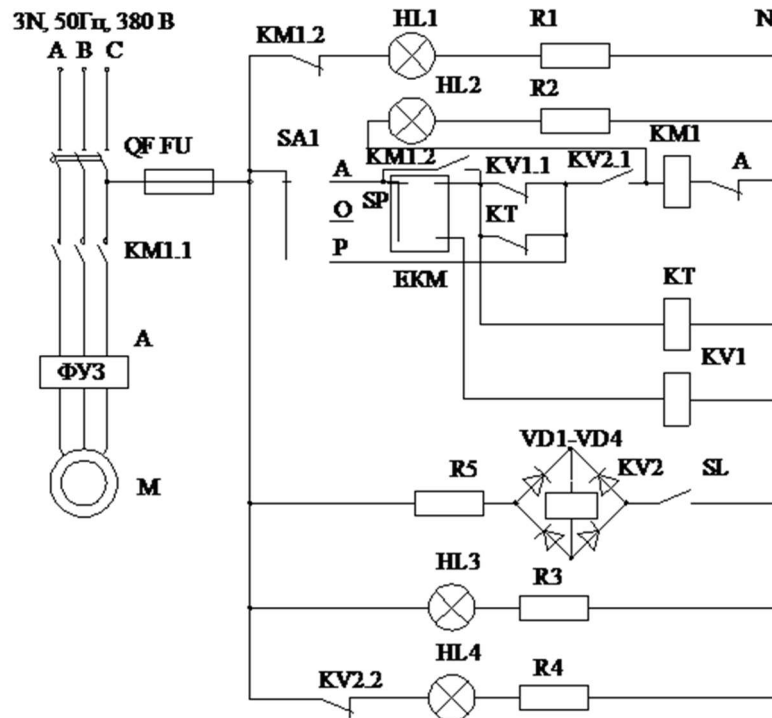 3N, 50Гц, 380 В
A B C
QF FU
KM1.1
A
ФУЗ
M
KM1.2
HL1
R1
N
HL2
R2
SA1
KM1
KM1.2
KV1.1
KV2.1
A
A
SP
O
KT
P
EKM
KT
KV1
VD1-VD4
R5
KV2
SL
HL3
R3
HL4
R4
KV2.2